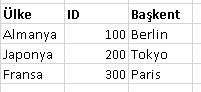 Ülke ID Başkent
Almanya 100 Berlin
Japonya 200 Tokyo
Fransa 300 Paris